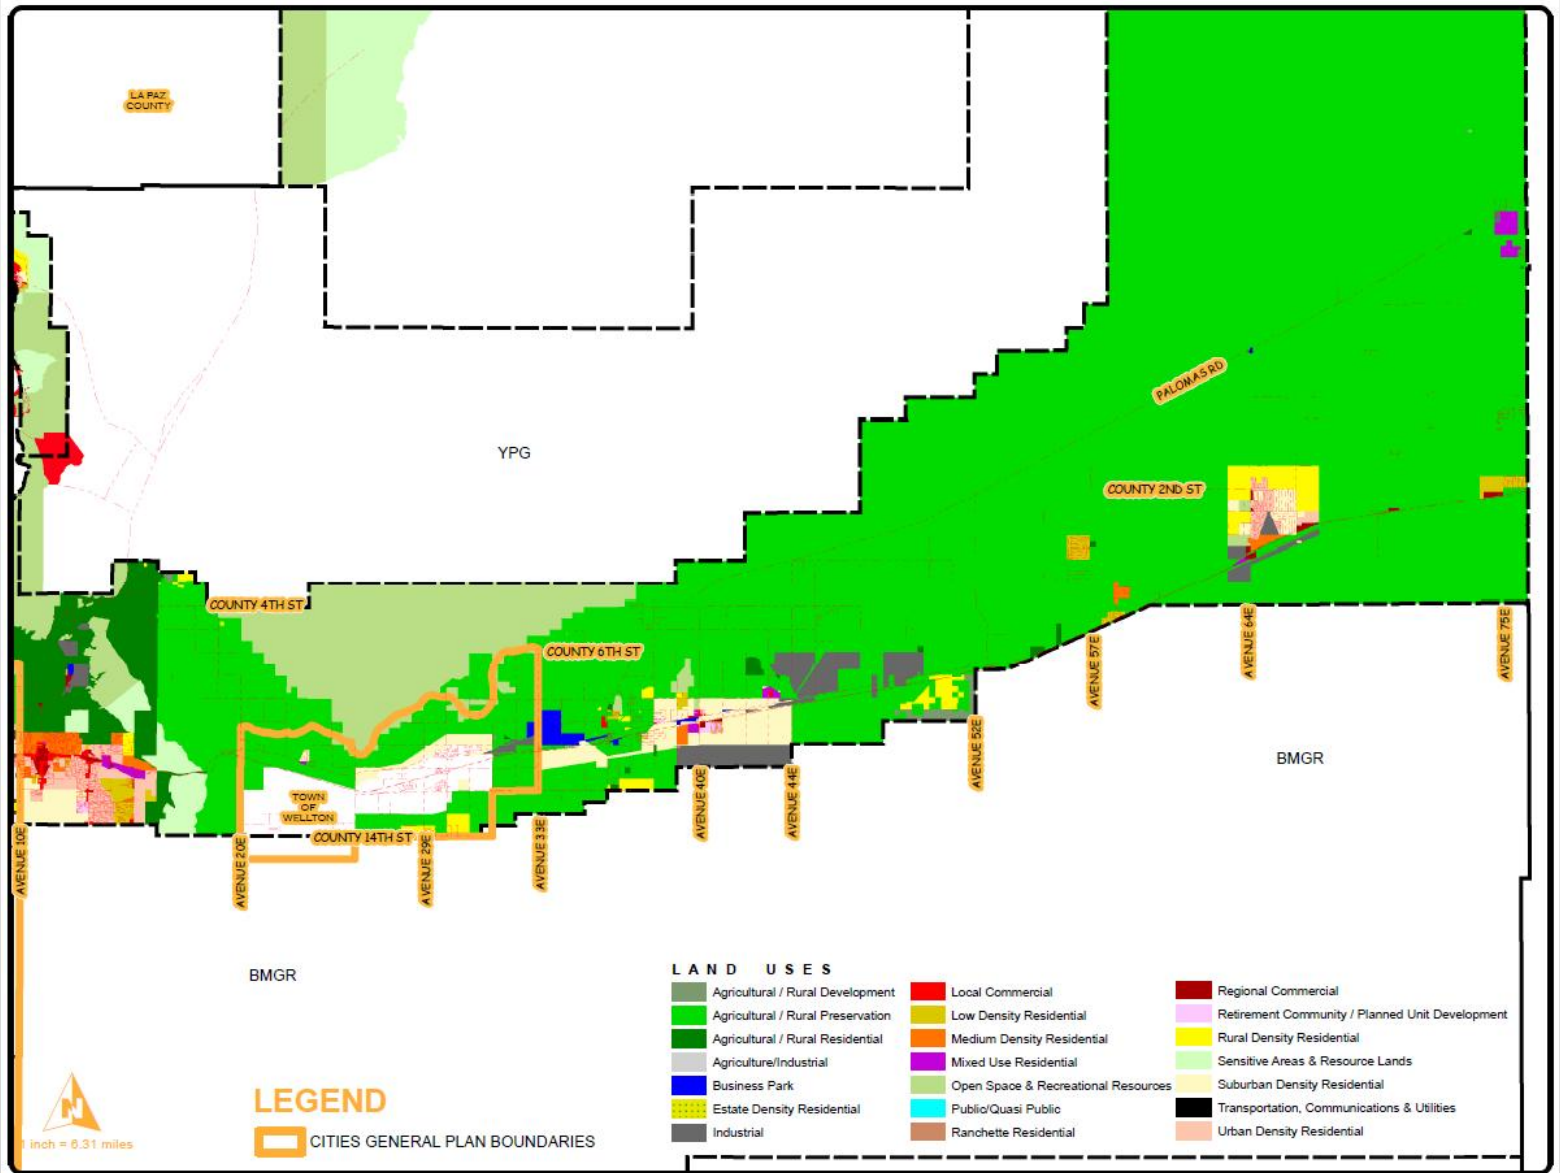 LA PAZ
COUNTY
YPG
PALOMAS RD
COUNTY 2ND ST
COUNTY 4TH ST
COUNTY 6TH ST
AVENUE 64E
AVENUE 75E
AVENUE 57E
AVENUE 52E
BMGR
AVENUE 40E
AVENUE 44E
TOWN
OF
WELLTON
COUNTY 14TH ST
AVENUE 10E
AVENUE 20E
AVENUE 29E
AVENUE 33E
BMGR
LAND USES
Agricultural / Rural Development
Agricultural / Rural Preservation
Agricultural / Rural Residential
Agriculture/Industrial
Business Park
Estate Density Residential
Industrial
Local Commercial
Low Density Residential
Medium Density Residential
Mixed Use Residential
Open Space & Recreational Resources
Public/Quasi Public
Ranchette Residential
Regional Commercial
Retirement Community / Planned Unit Development
Rural Density Residential
Sensitive Areas & Resource Lands
Suburban Density Residential
Transportation, Communications & Utilities
Urban Density Residential
N
1 inch = 6.31 miles
LEGEND
CITIES GENERAL PLAN BOUNDARIES